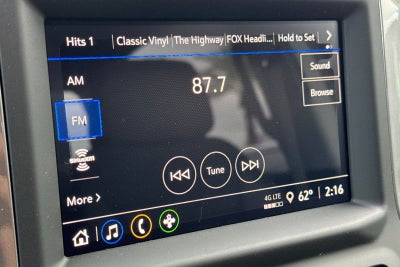 Hits 1 Classic Vinyl The Highway FOX Headli... Hold to Set
AM
87.7
Sound
FM
Browse
SiriusXM
Tune
More
4G LTE
62° 2:16